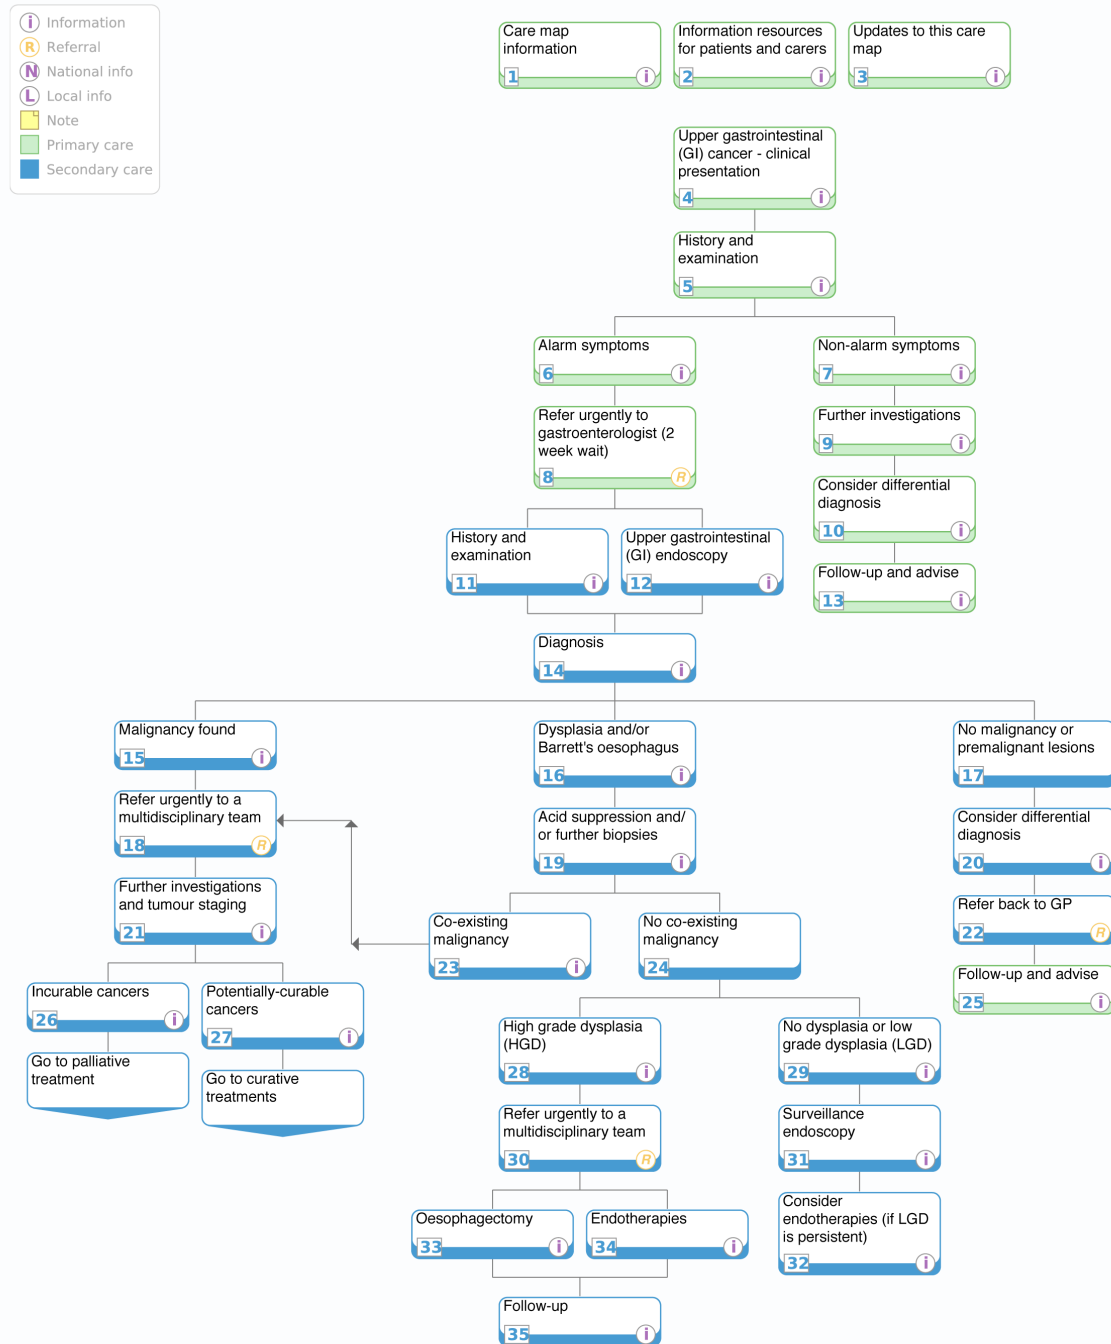 i Information
R Referral
N National info
L Local info
Note
Primary care
Secondary care
Care map
information
1 i
Information resources
for patients and carers
2 i
Updates to this care
map
3 i
Upper gastrointestinal
(GI) cancer - clinical
presentation
4 i
History and
examination
5 i
Alarm symptoms
6 i
Non-alarm symptoms
7 i
Refer urgently to
gastroenterologist (2
week wait)
8 R
Further investigations
9 i
Consider differential
diagnosis
10 i
History and
examination
11 i
Upper gastrointestinal
(GI) endoscopy
12 i
Follow-up and advise
13 i
Diagnosis
14 i
Malignancy found
15 i
Dysplasia and/or
Barrett's oesophagus
16 i
No malignancy or
premalignant lesions
17
Refer urgently to a
multidisciplinary team
18 R
Acid suppression and/
or further biopsies
19 i
Consider differential
diagnosis
20 i
Further investigations
and tumour staging
21 i
Refer back to GP
22 R
Co-existing
malignancy
23 i
No co-existing
malignancy
24
Follow-up and advise
25 i
Incurable cancers
26 i
Potentially-curable
cancers
27 i
High grade dysplasia
(HGD)
28 i
No dysplasia or low
grade dysplasia (LGD)
29 i
Go to palliative
treatment
Go to curative
treatments
Refer urgently to a
multidisciplinary team
30 R
Surveillance
endoscopy
31 i
Consider
endotherapies (if LGD
is persistent)
32 i
Oesophagectomy
33 i
Endotherapies
34 i
Follow-up
35 i